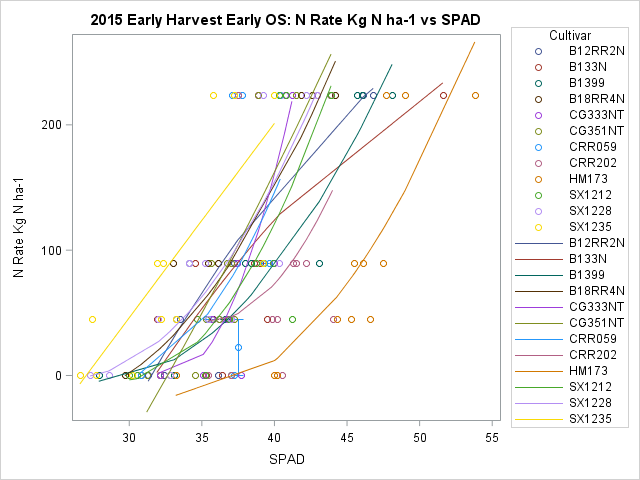 2015 Early Harvest Early OS: N Rate Kg N ha-1 vs SPAD
Cultivar
B12RR2N
B133N
B1399
B18RR4N
CG333NT
CG351NT
CRR059
CRR202
HM173
SX1212
SX1228
SX1235
B12RR2N
B133N
B1399
B18RR4N
CG333NT
CG351NT
CRR059
CRR202
HM173
SX1212
SX1228
SX1235
N Rate Kg N ha-1
200
100
0
30 35 40 45 50 55
SPAD